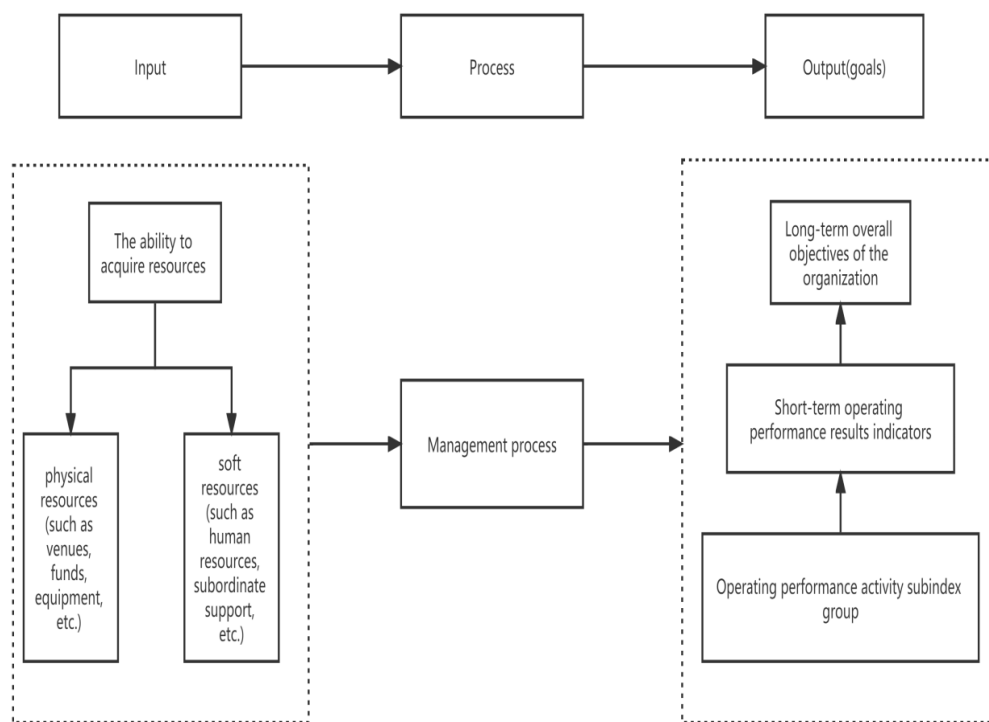 Input
Process
Output(goals)
The ability to
acquire resources
physical
resources
(such as
venues,
funds,
equipment,
etc.)
soft
resources
(such as
human
resources,
subordinate
support,
etc.)
Management process
Long-term overall
objectives of the
organization
Short-term operating
performance results indicators
Operating performance activity subindex
group